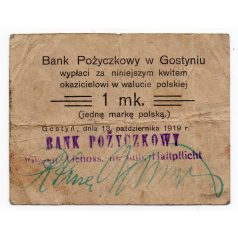 Bank Pożyczkowy w Gostyniu
wypłaci za niniejszym kwitem
okazicielowi w walucie polskiej
1 mk.
(jednę markę polską.)
Gostyń, dnia 13. października 1919 r.
BANK POŻYCZKOWY
Haftpflicht